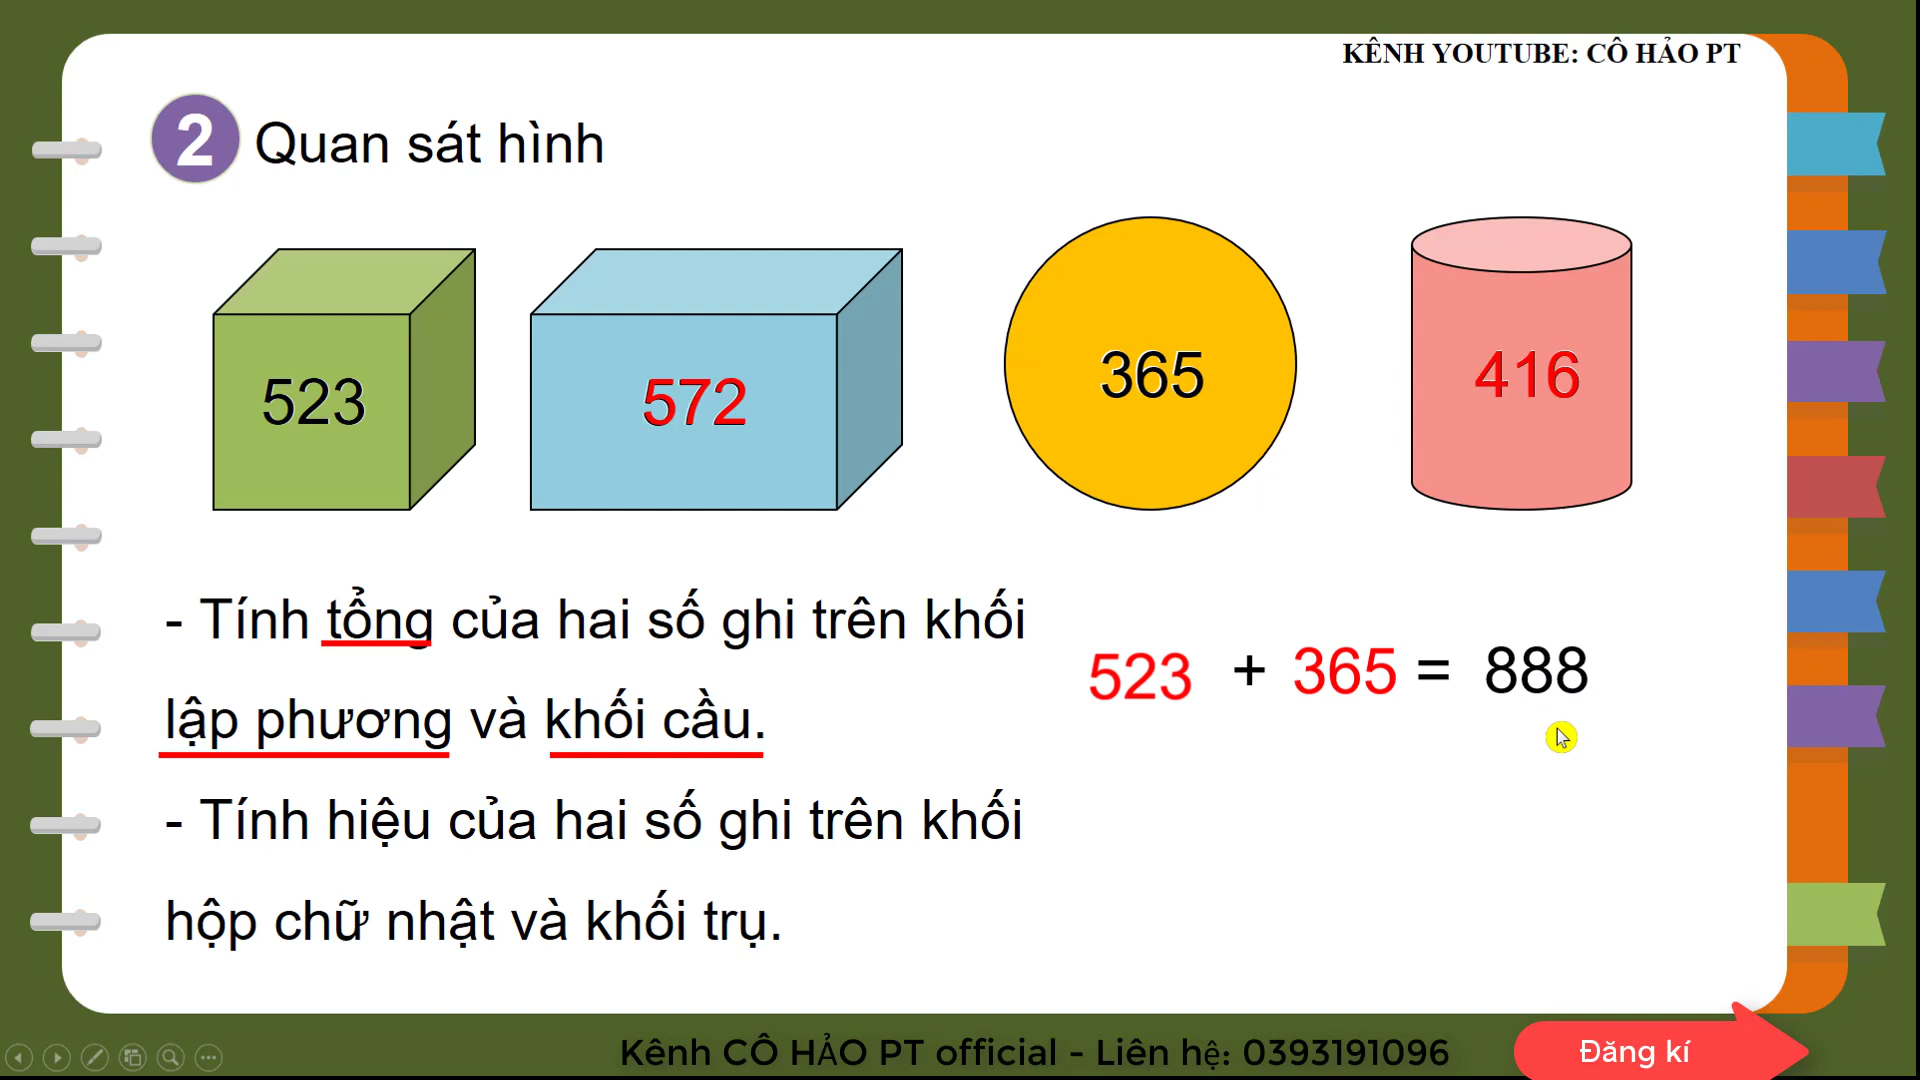 KÊNH YOUTUBE: CÔ HẢO PT
2 Quan sát hình
523
572
365
416
- Tính tổng của hai số ghi trên khối
lập phương và khối cầu.
523 + 365 = 888
- Tính hiệu của hai số ghi trên khối
hộp chữ nhật và khối trụ.
Kênh CÔ HẢO PT official - Liên hệ: 0393191096
Đăng kí